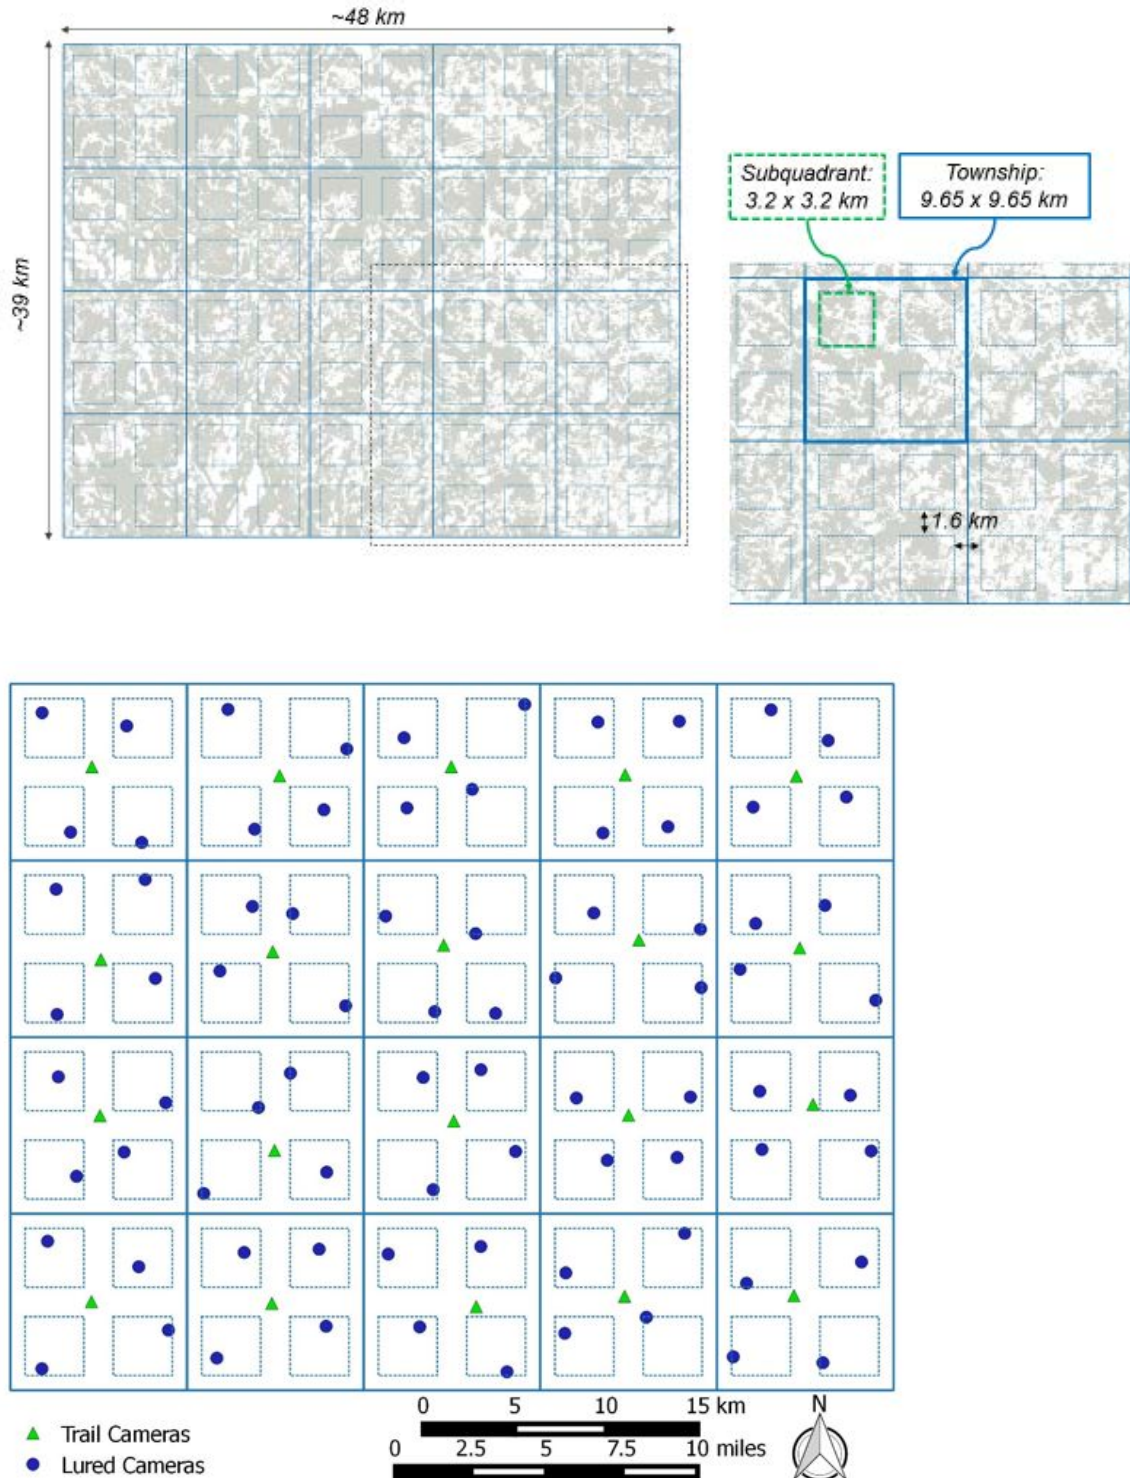 ~48 km
~39 km
Subquadrant:
3.2 x 3.2 km
Township:
9.65 x 9.65 km
1.6 km
0 5 10 15 km
0 2.5 5 7.5 10 miles
N
Trail Cameras
Lured Cameras